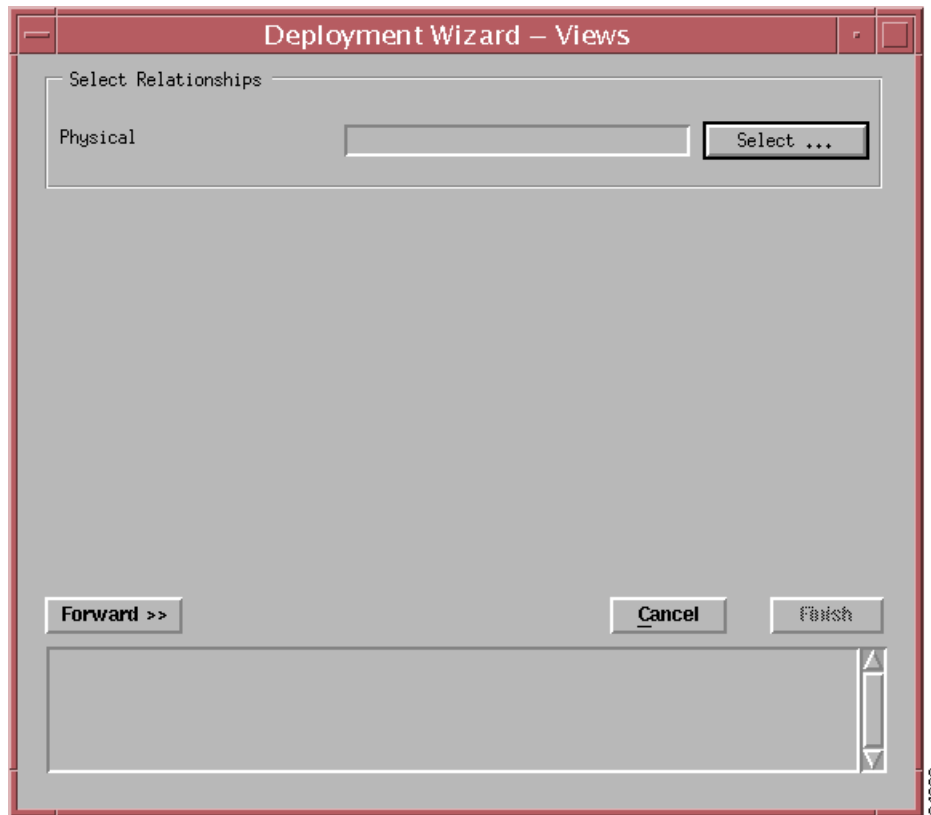 Deployment Wizard – Views
Select Relationships
Physical
Select ...
Forward >>
Cancel
Finish